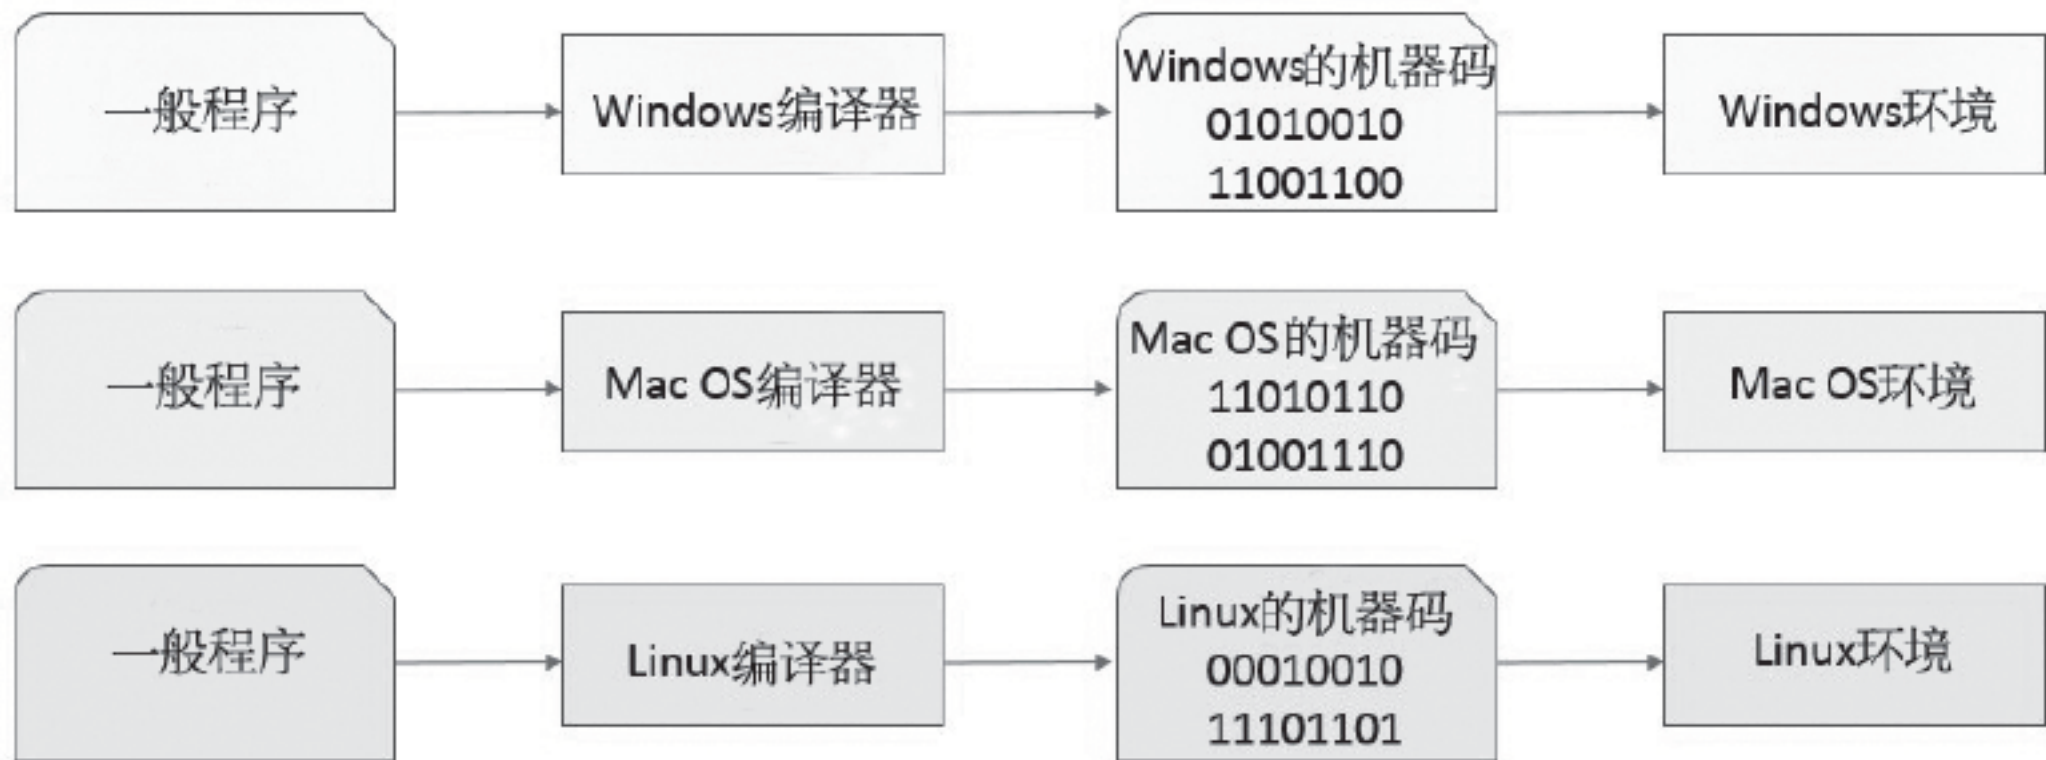 一般程序
Windows编译器
Windows的机器码
01010010
11001100
Windows环境
一般程序
Mac OS编译器
Mac OS的机器码
11010110
01001110
Mac OS环境
一般程序
Linux编译器
Linux的机器码
00010010
11101101
Linux环境